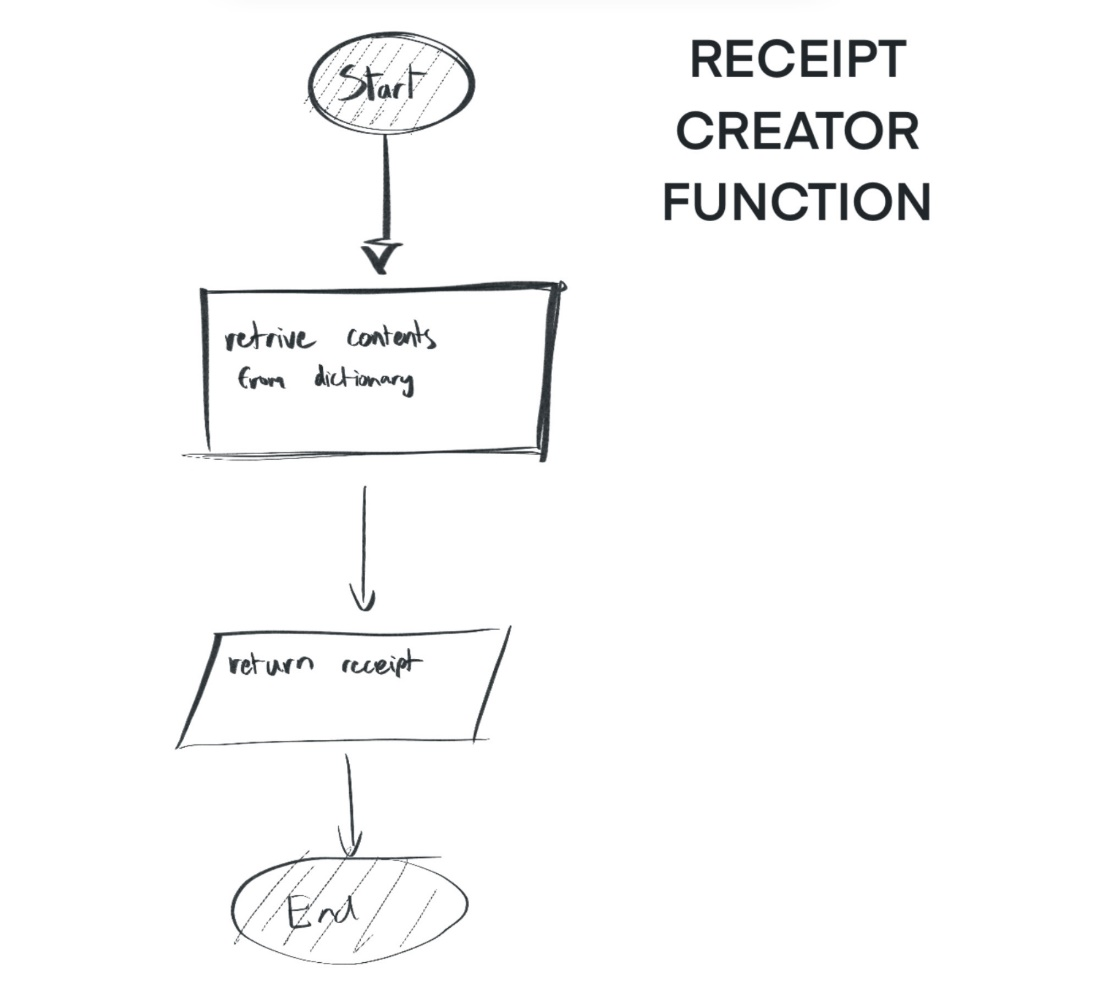 Start
RECEIPT
CREATOR
FUNCTION
retrive contents
from dictionary
return receipt
End